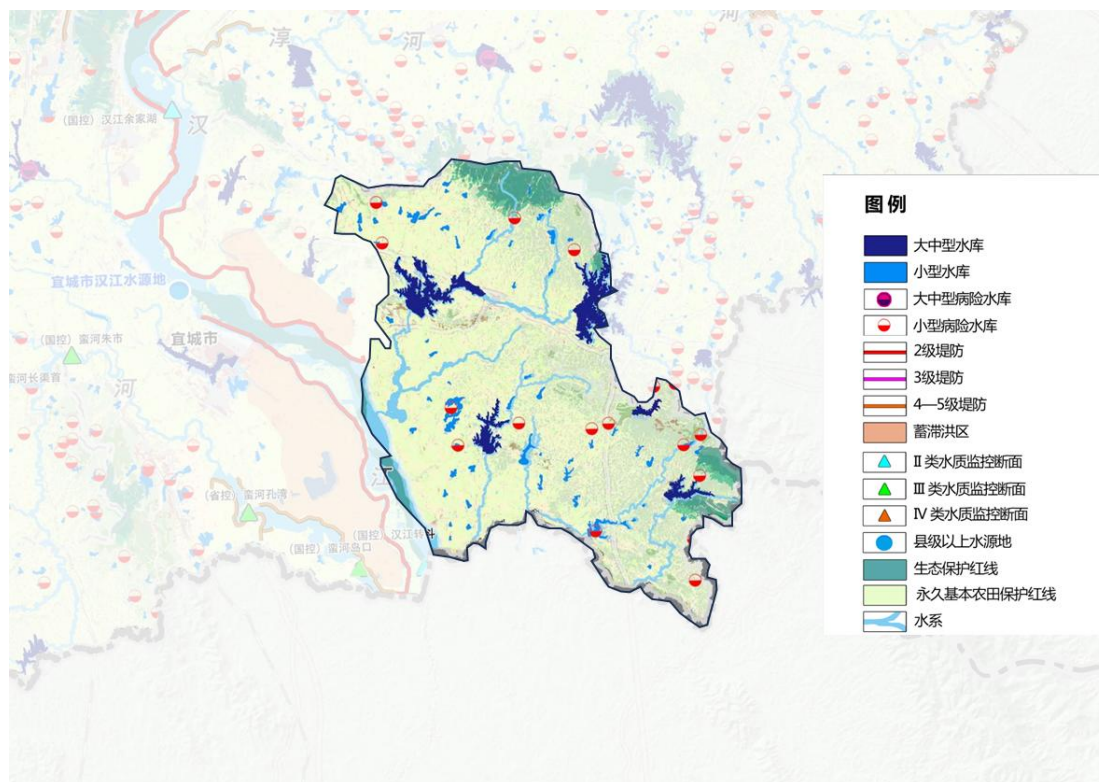 淳
河
河
（国控）汉江余家湖
汉
宜城市汉江水源地
宜城市
（国控）蛮河朱市
蛮河长渠首
河
（省控）蛮河孔湾
江
（国控）汉江转斗
（国控）蛮河岛口
图例
大中型水库
小型水库
大中型病险水库
小型病险水库
2级堤防
3级堤防
4—5级堤防
蓄滞洪区
Ⅱ类水质监控断面
Ⅲ类水质监控断面
Ⅳ类水质监控断面
县级以上水源地
生态保护红线
永久基本农田保护红线
水系